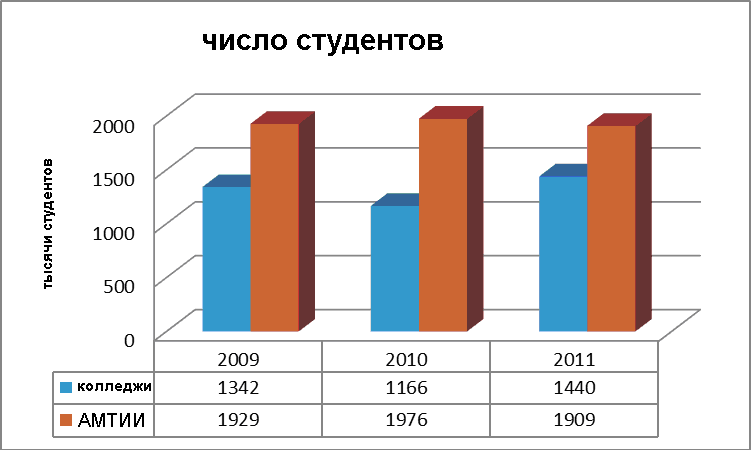 число студентов
тысячи студентов
2000
1500
1000
500
0
2009 2010 2011
колледжи 1342 1166 1440
АМТИИ 1929 1976 1909